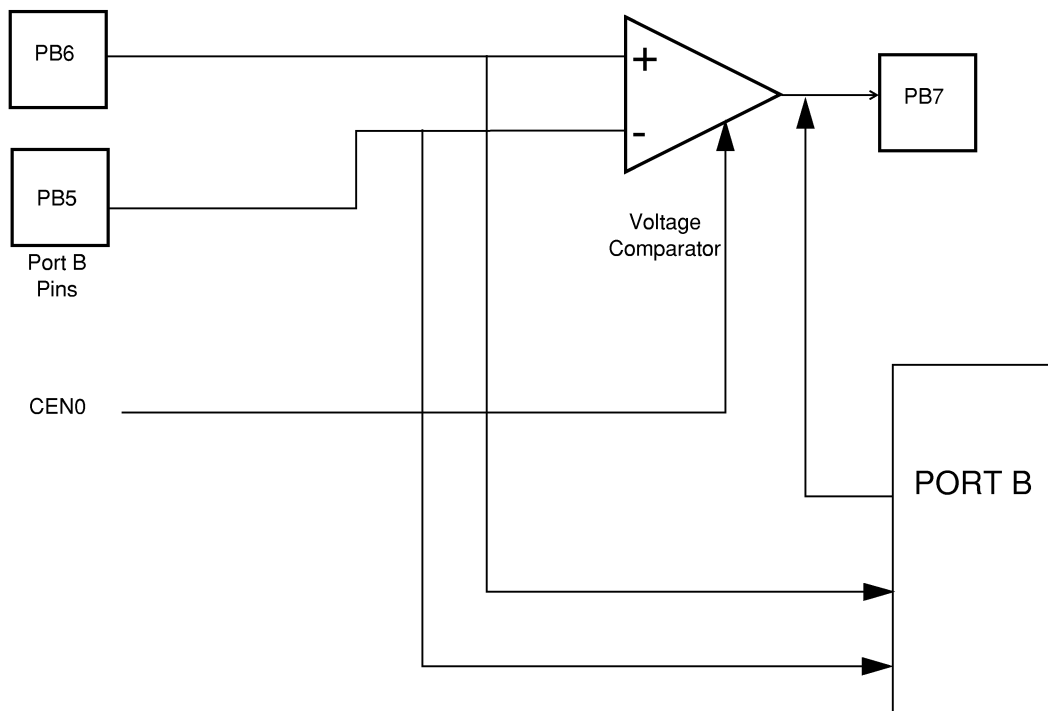 PB6
+
PB7
-
PB5
Voltage
Comparator
Port B
Pins
CEN0
PORT B